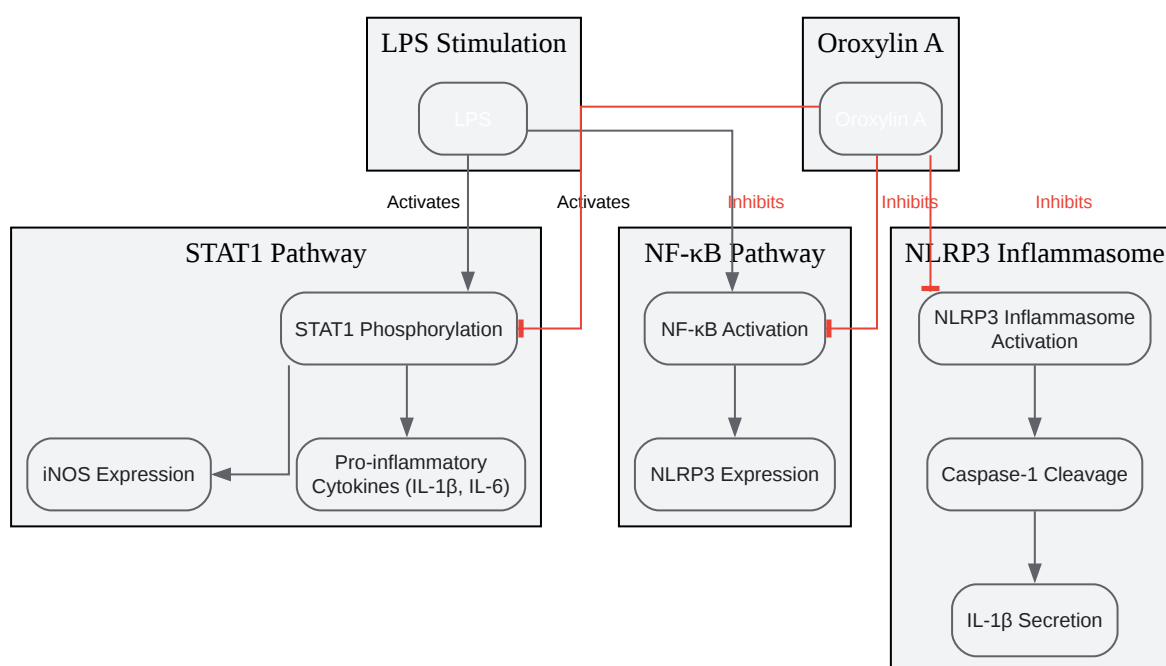 LPS Stimulation
Oroxylin A
LPS
Oroxylin A
Activates
Activates
Inhibits
Inhibits
Inhibits
STAT1 Pathway
NF-κB Pathway
NLRP3 Inflammasome
STAT1 Phosphorylation
NF-κB Activation
NLRP3 Inflammasome
Activation
iNOS Expression
Pro-inflammatory
Cytokines (IL-1β, IL-6)
NLRP3 Expression
Caspase-1 Cleavage
IL-1β Secretion